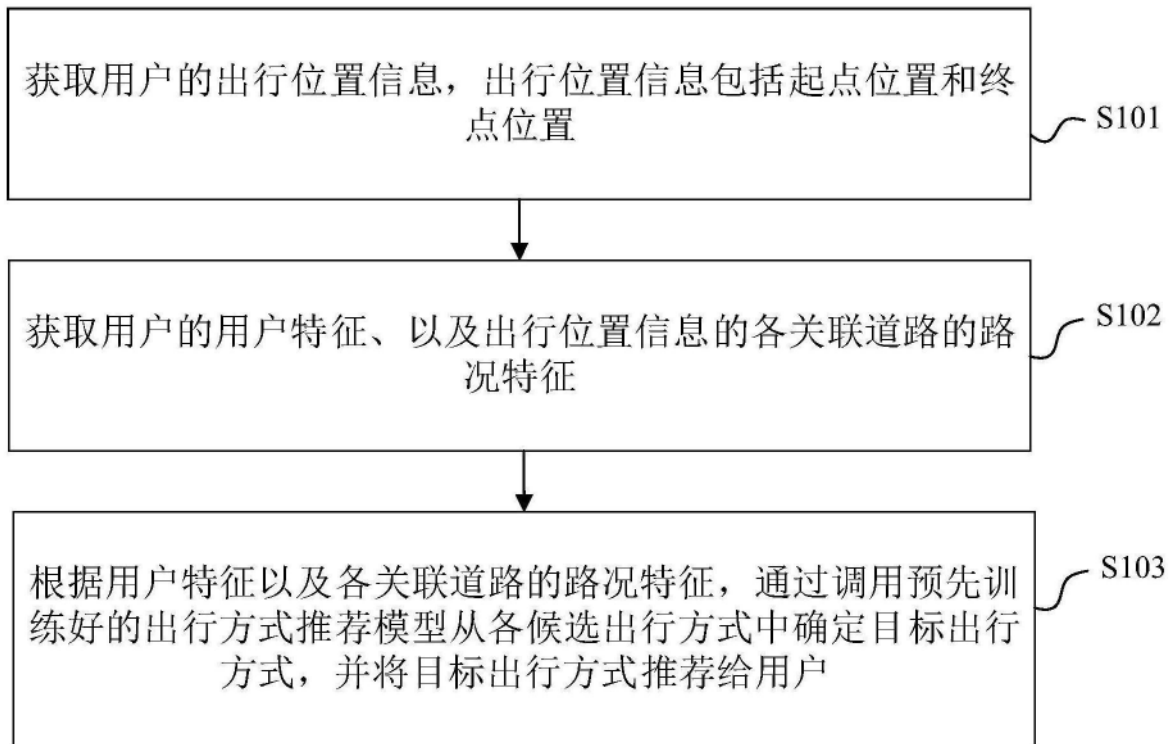 获取用户的出行位置信息，出行位置信息包括起点位置和终
点位置
S101
获取用户的用户特征、以及出行位置信息的各关联道路的路
况特征
S102
根据用户特征以及各关联道路的路况特征，通过调用预先训
练好的出行方式推荐模型从各候选出行方式中确定目标出行
方式，并将目标出行方式推荐给用户
S103